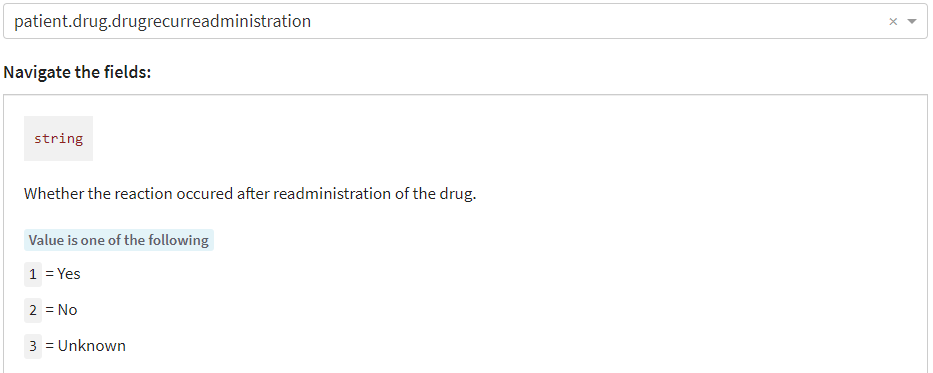 patient.drug.drugrecurreadministration
Navigate the fields:
string
Whether the reaction occured after readministration of the drug.
Value is one of the following
1 = Yes
2 = No
3 = Unknown